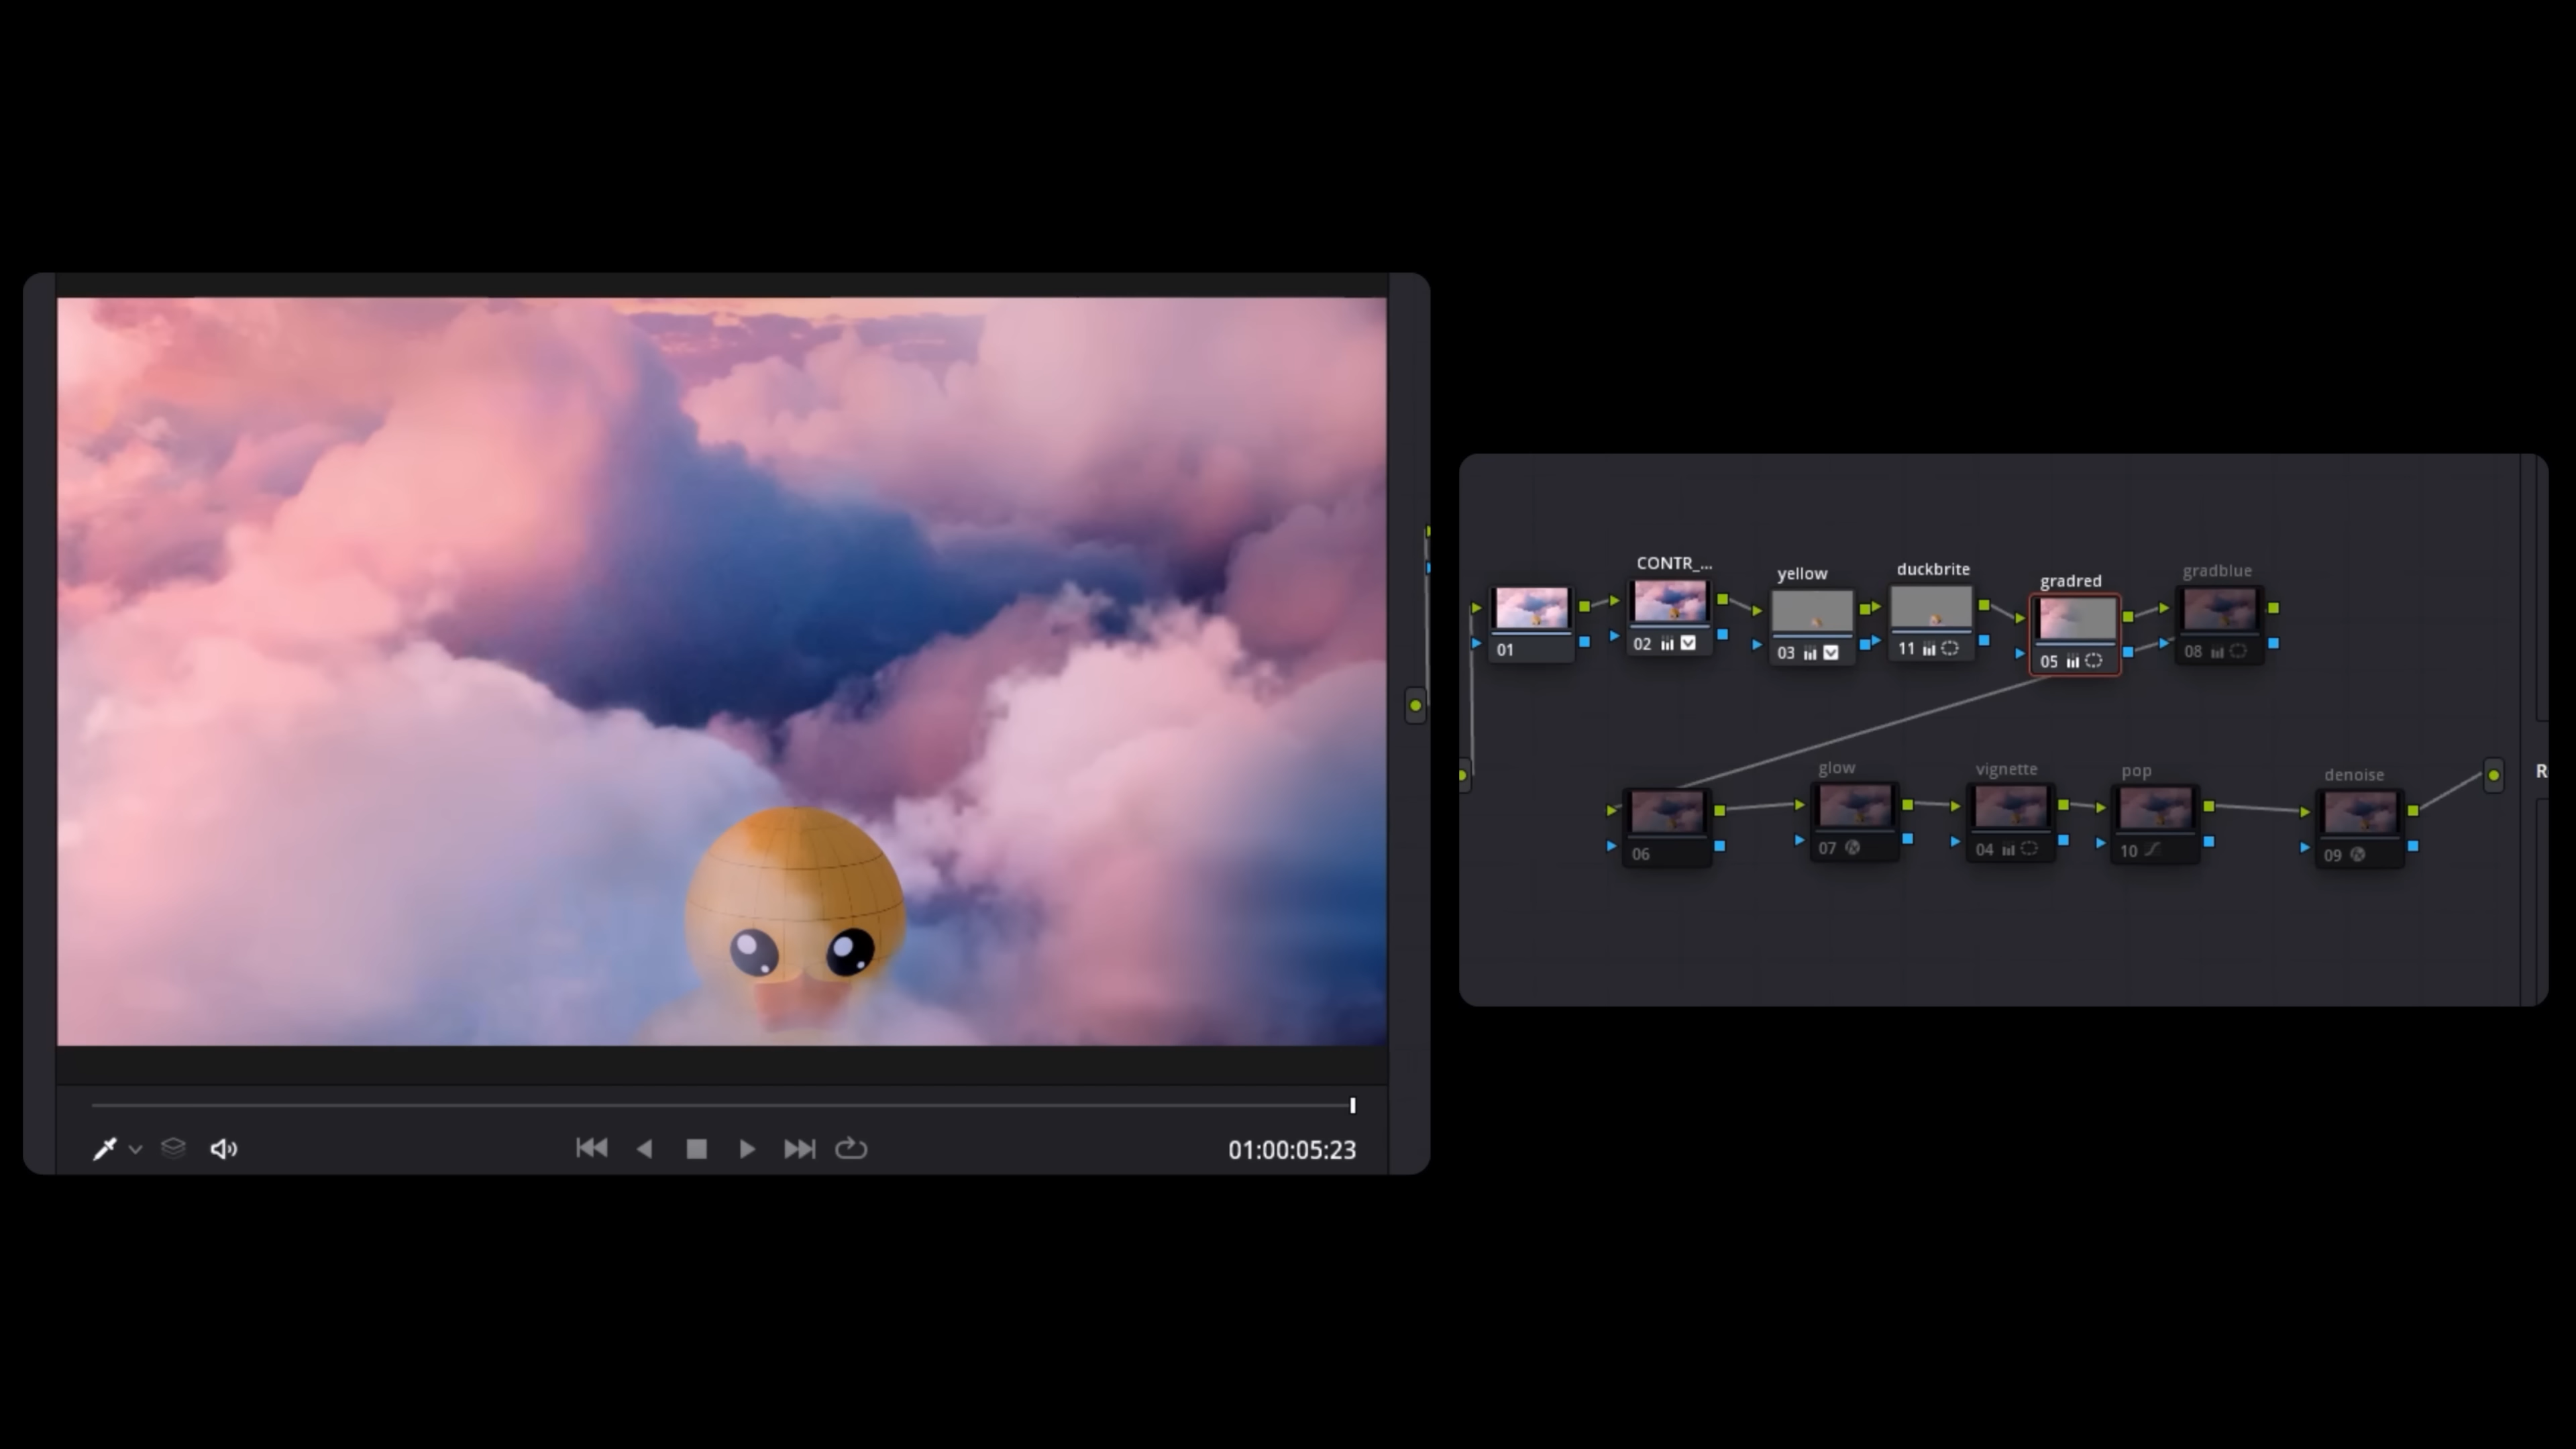 01:00:05:23
CONTR_...
yellow
duckbrite
gradred
gradblue
01
02
03
11
05
08
glow
vignette
pop
denoise
R
06
07
04
10
09